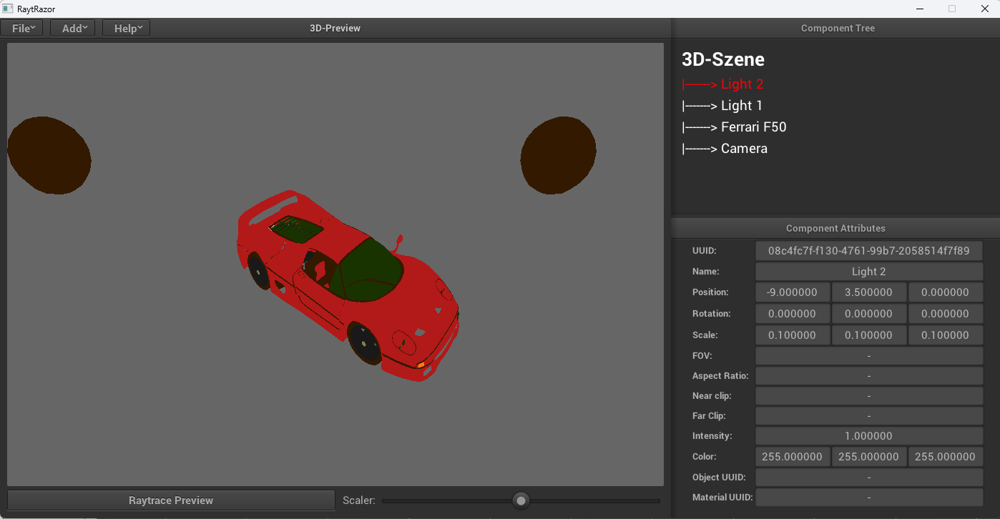 RaytRazor
File Add Help 3D-Preview Component Tree
3D-Szene
|-------> Light 2
|-------> Light 1
|-------> Ferrari F50
|-------> Camera
Component Attributes
UUID: 08c4fc7f-f130-4761-99b7-2058514f7f89
Name: Light 2
Position: -9.000000 3.500000 0.000000
Rotation: 0.000000 0.000000 0.000000
Scale: 0.100000 0.100000 0.100000
FOV: -
Aspect Ratio: -
Near clip: -
Far Clip: -
Intensity: 1.000000
Color: 255.000000 255.000000 255.000000
Object UUID: -
Material UUID: -
Raytrace Preview Scaler: